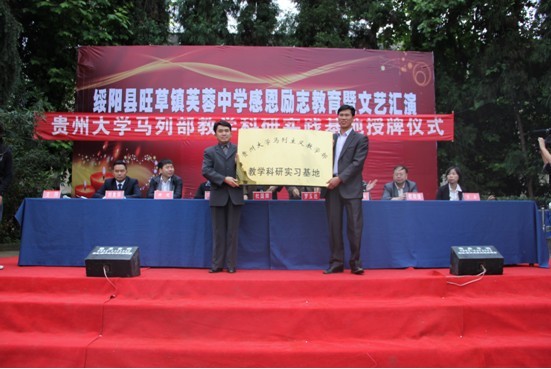 绥阳县旺草镇芙蓉中学感恩励志教育暨文艺汇演
贵州大学马列部教学科研实践基地授牌仪式
贵州大学马列主义教学部
教学科研实习基地